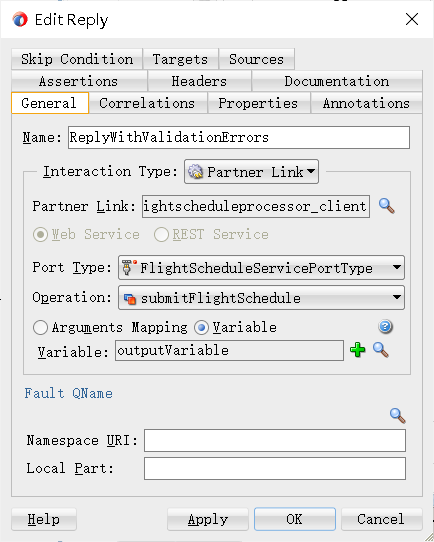 Edit Reply
Skip Condition Targets Sources
Assertions Headers Documentation
General Correlations Properties Annotations
Name: ReplyWithValidationErrors
Interaction Type: Partner Link
Partner Link: ightscheduleprocessor_client
Web Service REST Service
Port Type: FlightScheduleServicePortType
Operation: submitFlightSchedule
Arguments Mapping Variable
Variable: outputVariable
Fault QName
Namespace URI:
Local Part:
Help Apply OK Cancel